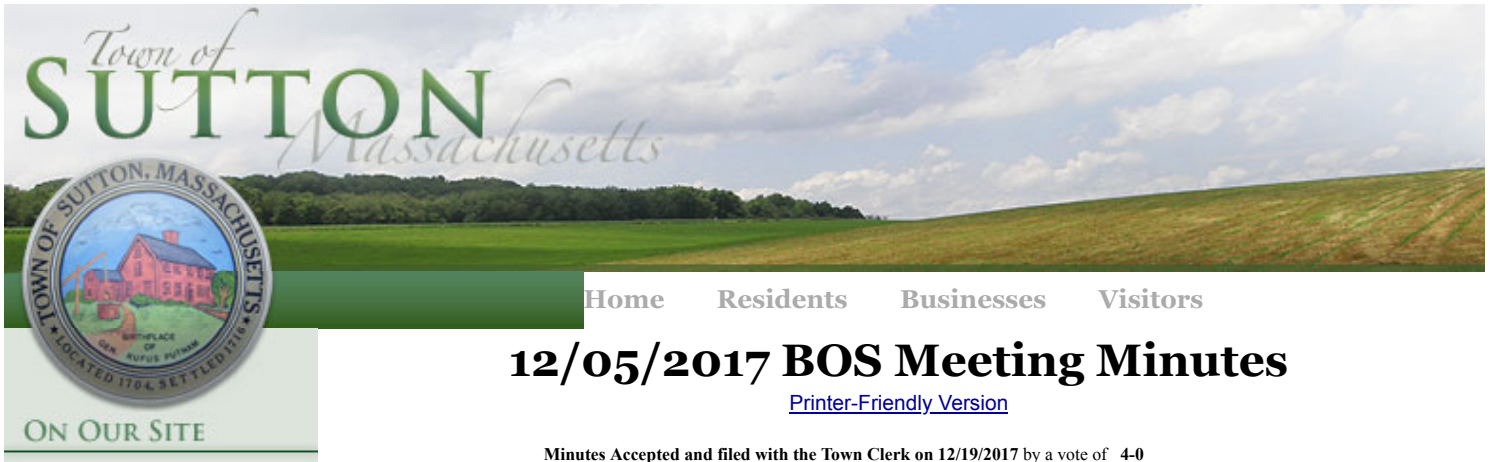 Town of
SUTTON
Massachusetts
TOWN OF SUTTON, MASSACHUSETTS
BIRTHPLACE
OF
GEN. RUFUS PUTNAM
LOCATED 1704, SETTLED 1716
Home Residents Businesses Visitors
12/05/2017 BOS Meeting Minutes
Printer-Friendly Version
ON OUR SITE
Minutes Accepted and filed with the Town Clerk on 12/19/2017 by a vote of 4-0